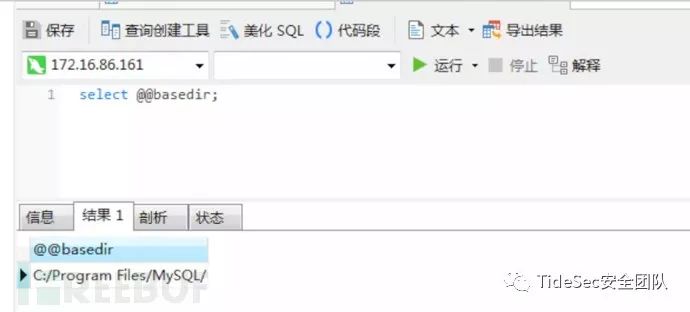 保存 查询创建工具 美化 SQL () 代码段 文本 导出结果
172.16.86.161 运行 停止 解释
1 select @@basedir;
信息 结果 1 剖析 状态
@@basedir
C:/Program Files/MySQL/
REEBUF
TideSec安全团队